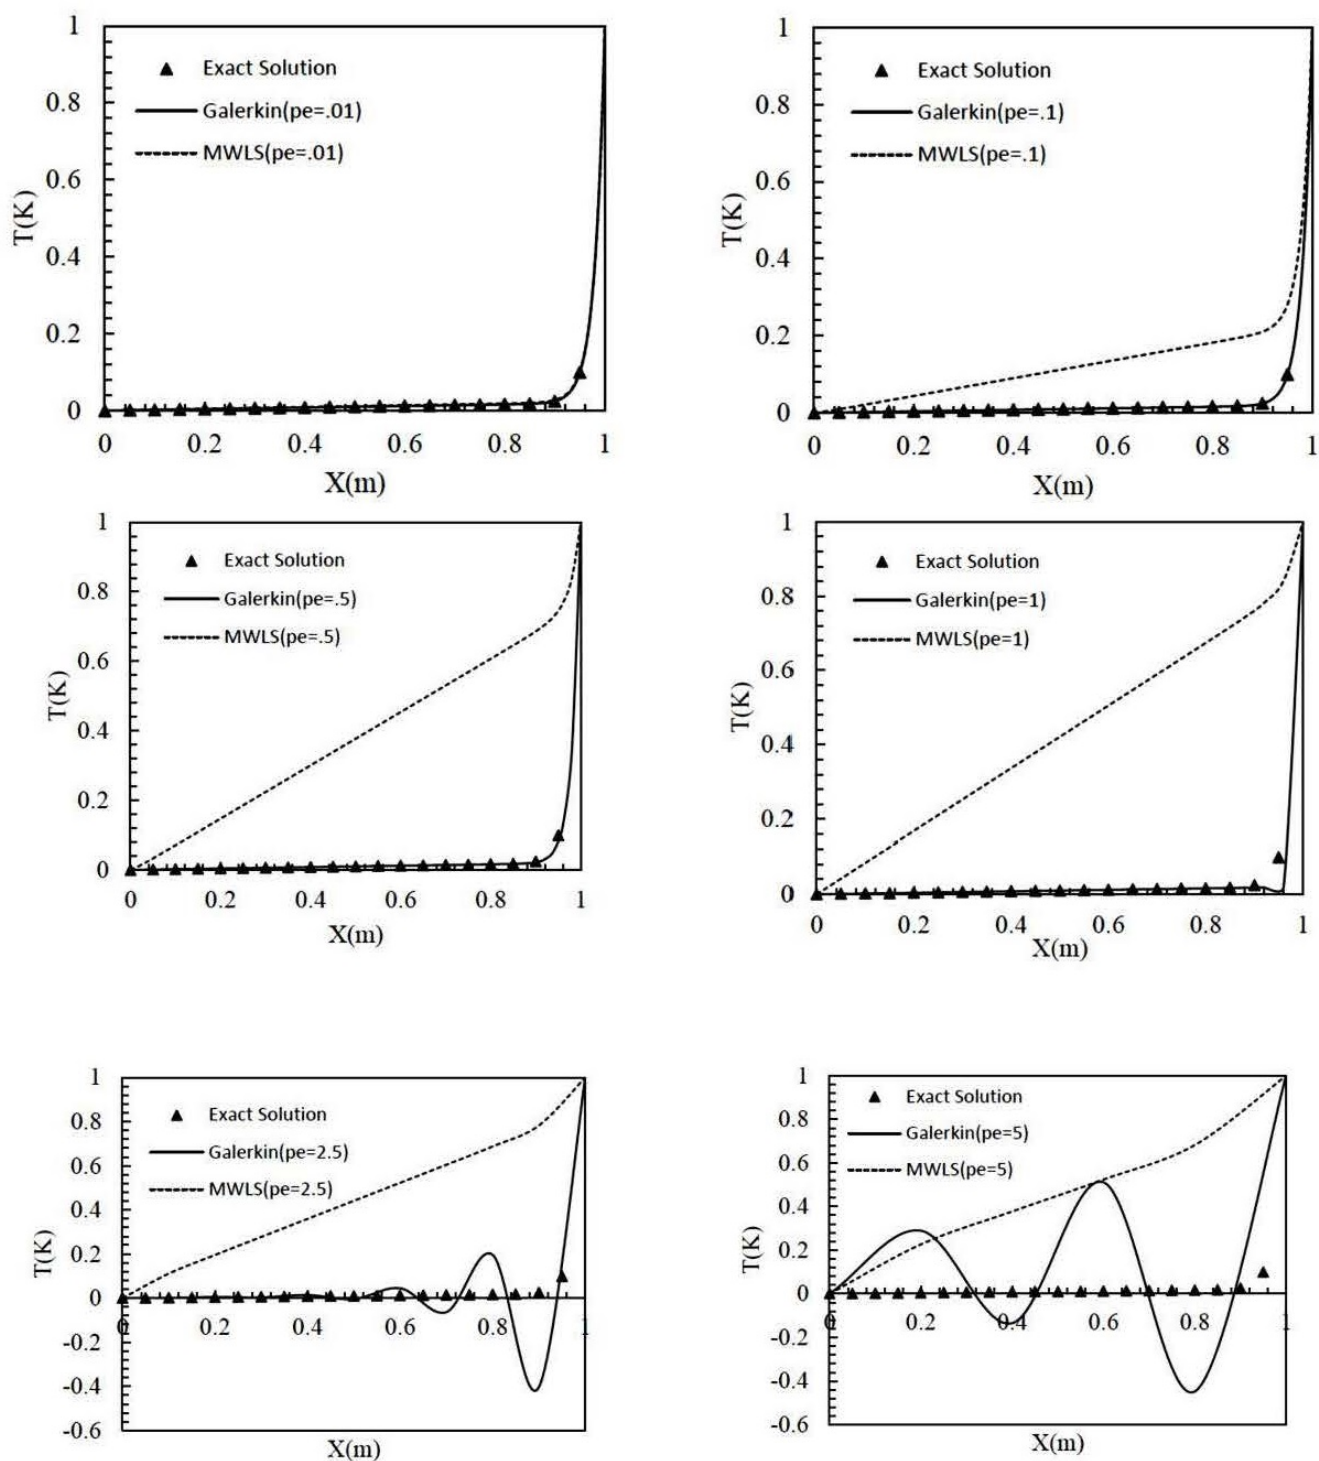 1
0.8
0.6
0.4
0.2
0
T(K)
Exact Solution
Galerkin(pe=.01)
MWLS(pe=.01)
0 0.2 0.4 0.6 0.8 1
X(m)
1
0.8
0.6
0.4
0.2
0
T(K)
Exact Solution
Galerkin(pe=.1)
MWLS(pe=.1)
0 0.2 0.4 0.6 0.8 1
X(m)
1
0.8
0.6
0.4
0.2
0
T(K)
Exact Solution
Galerkin(pe=.5)
MWLS(pe=.5)
0 0.2 0.4 0.6 0.8 1
X(m)
1
0.8
0.6
0.4
0.2
0
T(K)
Exact Solution
Galerkin(pe=1)
MWLS(pe=1)
0 0.2 0.4 0.6 0.8 1
X(m)
1
0.8
0.6
0.4
0.2
0
-0.2
-0.4
-0.6
T(K)
Exact Solution
Galerkin(pe=2.5)
MWLS(pe=2.5)
0 0.2 0.4 0.6 0.8 1
X(m)
1
0.8
0.6
0.4
0.2
0
-0.2
-0.4
-0.6
T(K)
Exact Solution
Galerkin(pe=5)
MWLS(pe=5)
0 0.2 0.4 0.6 0.8 1
X(m)